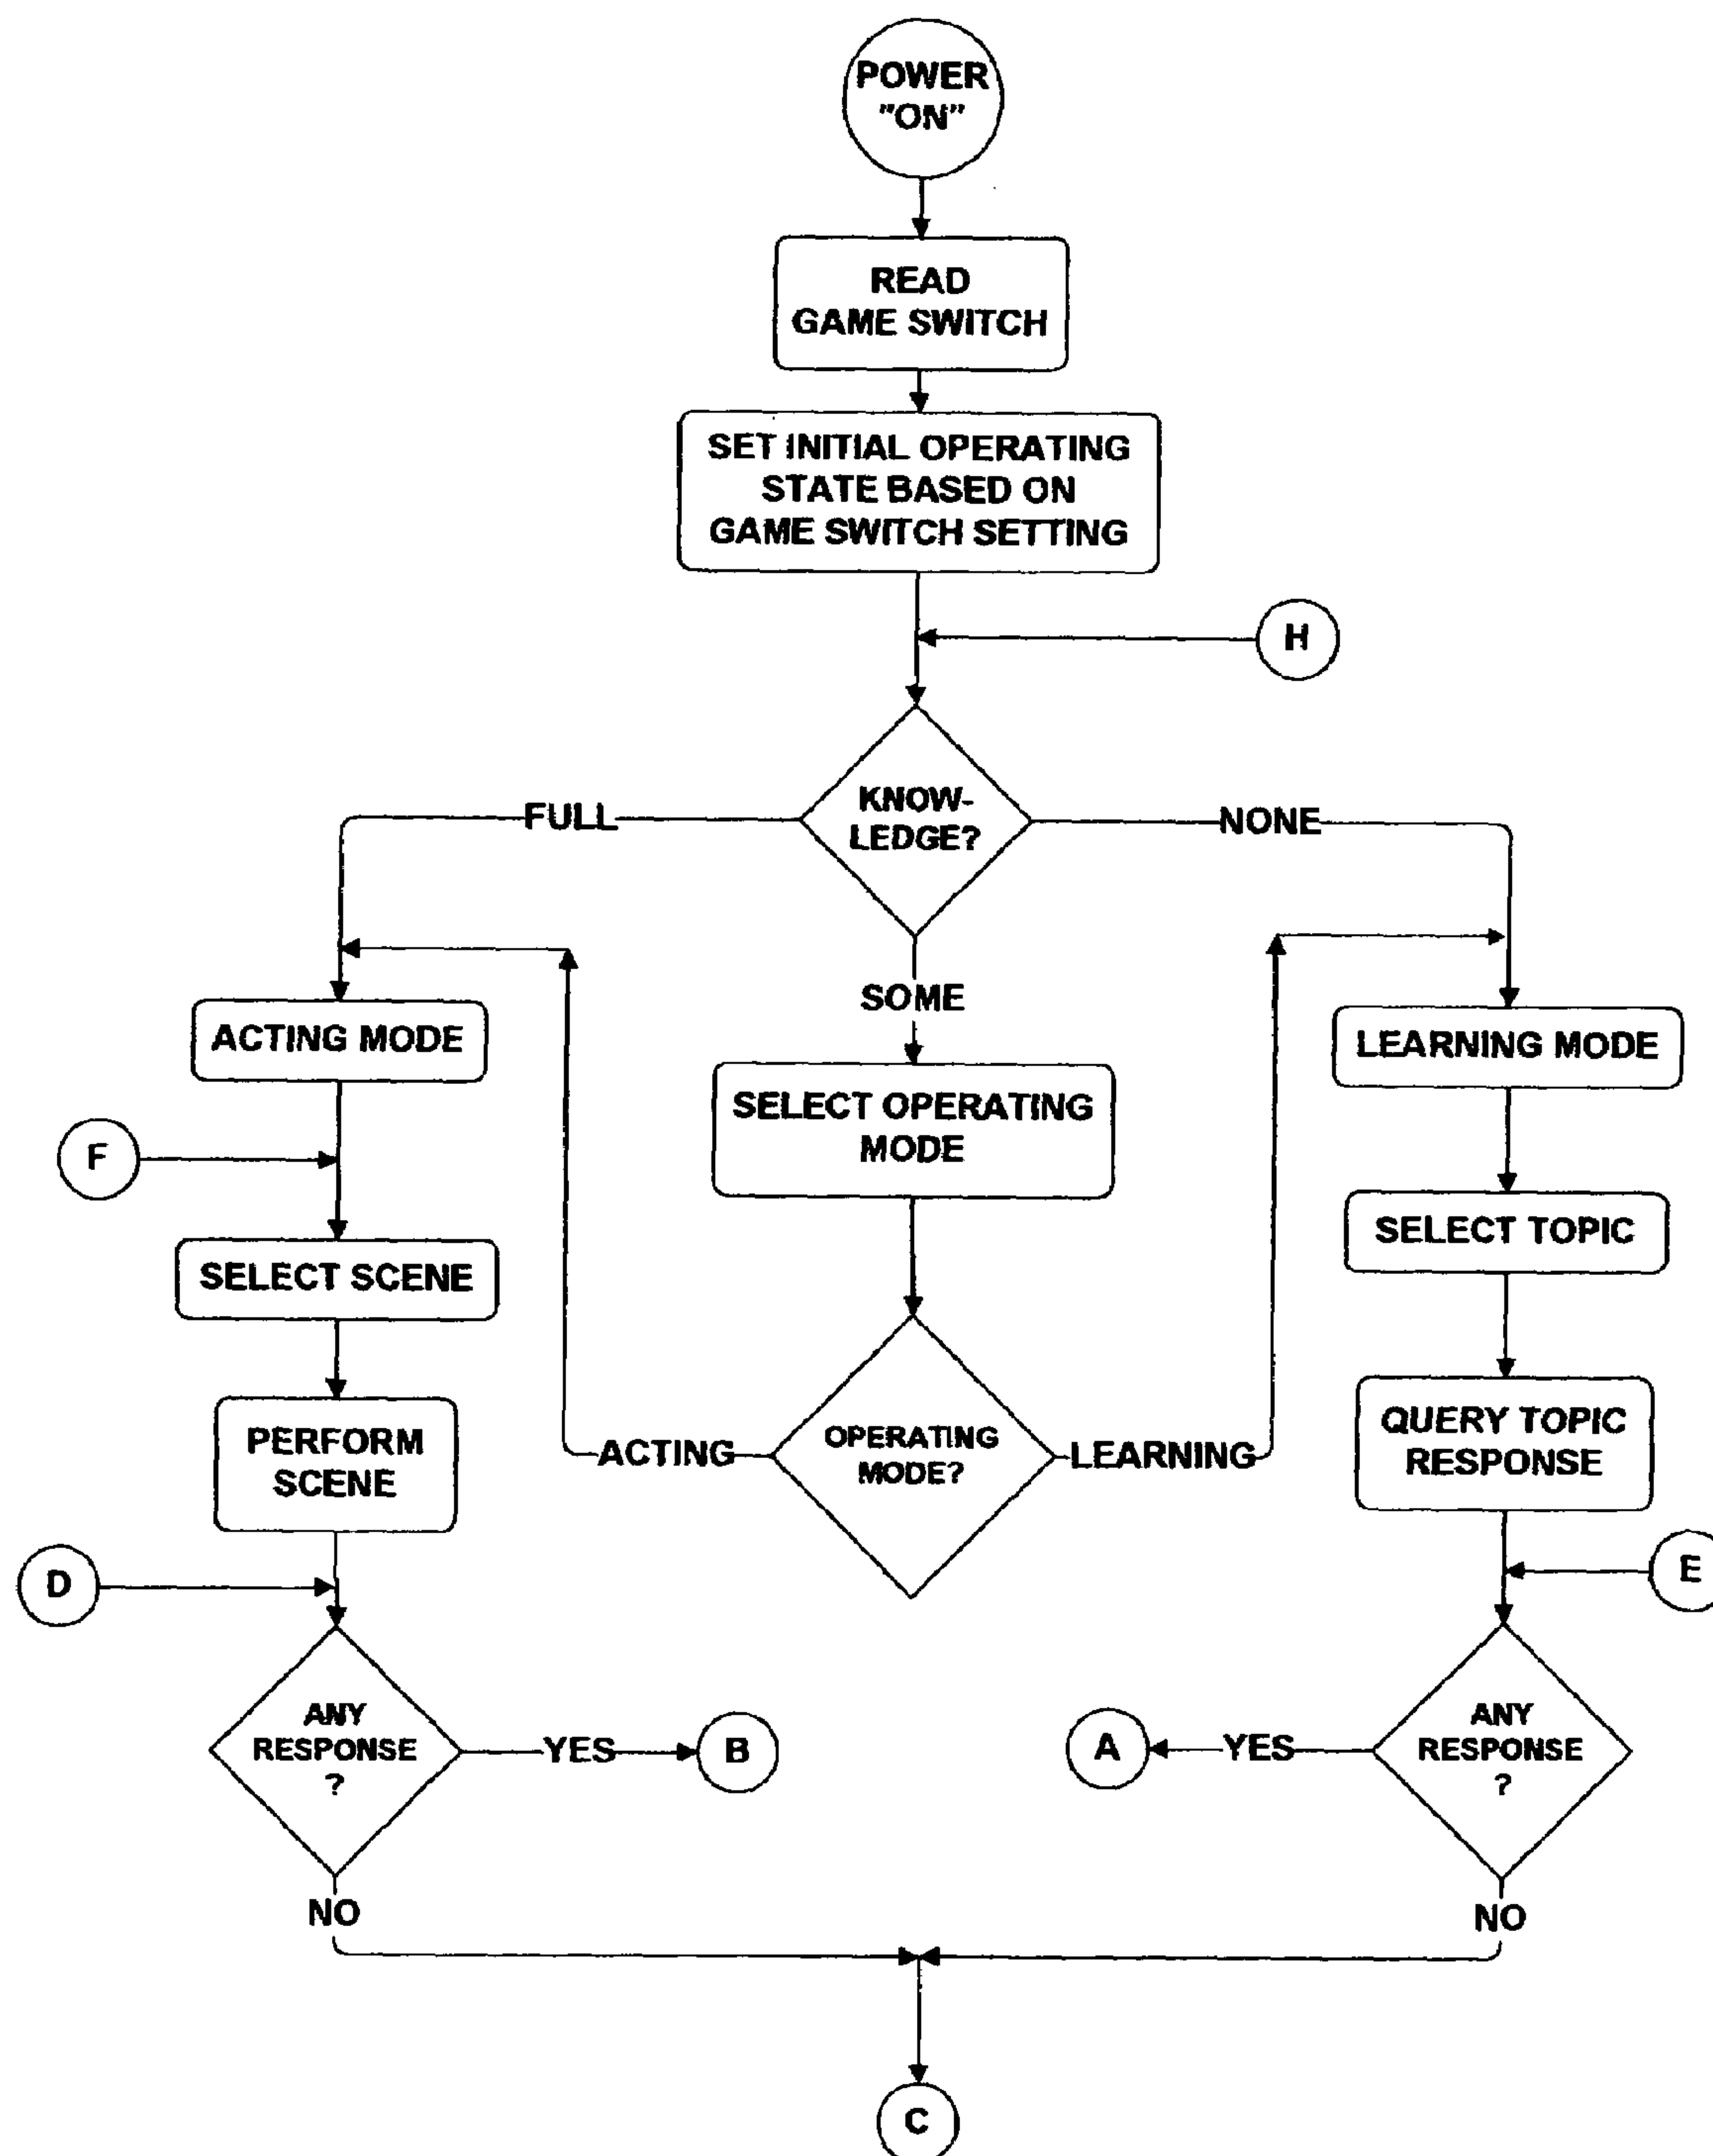 POWER
"ON"
READ
GAME SWITCH
SET INITIAL OPERATING
STATE BASED ON
GAME SWITCH SETTING
H
KNOW-
LEDGE?
FULL
NONE
SOME
ACTING MODE
LEARNING MODE
SELECT OPERATING
MODE
F
SELECT TOPIC
SELECT SCENE
PERFORM
SCENE
ACTING
OPERATING
MODE?
LEARNING
QUERY TOPIC
RESPONSE
D
E
ANY
RESPONSE
?
YES
B
A
YES
ANY
RESPONSE
?
NO
NO
C